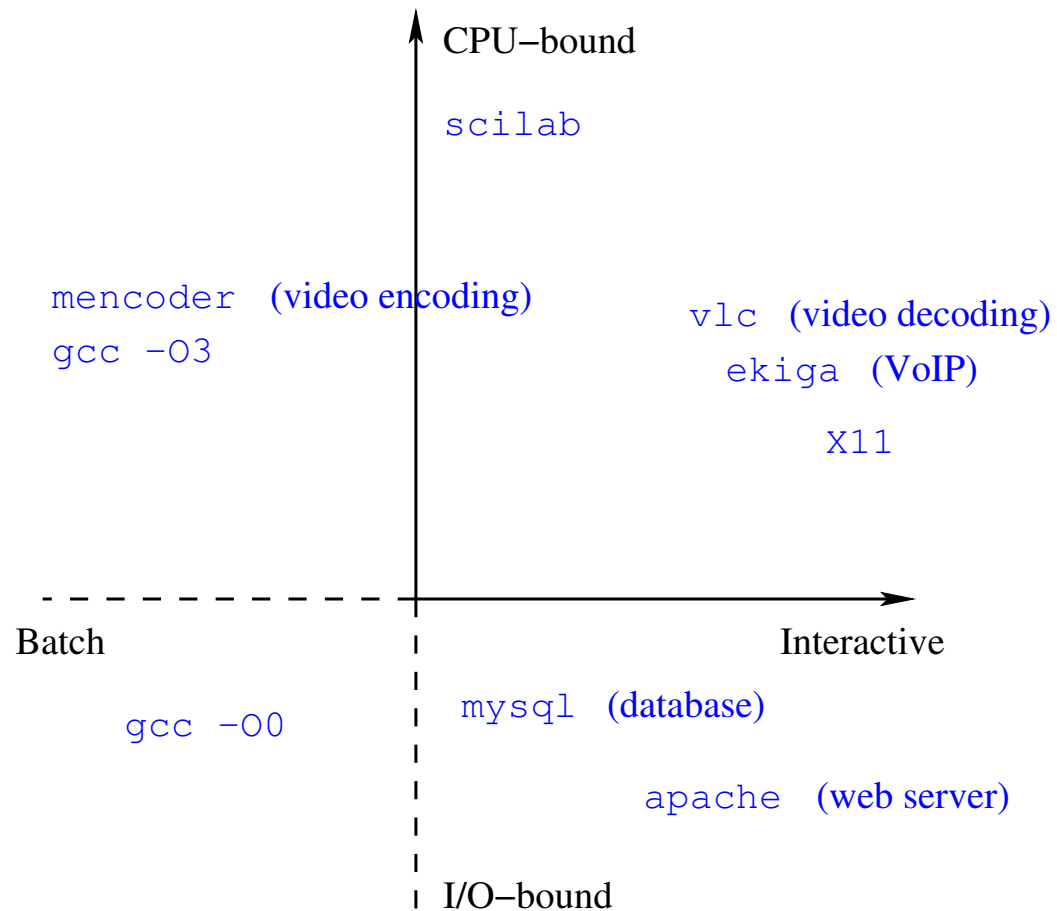 CPU−bound
scilab
mencoder (video encoding)
vlc (video decoding)
gcc −O3
ekiga (VoIP)
X11
Batch
Interactive
mysql (database)
gcc −O0
apache (web server)
I/O−bound